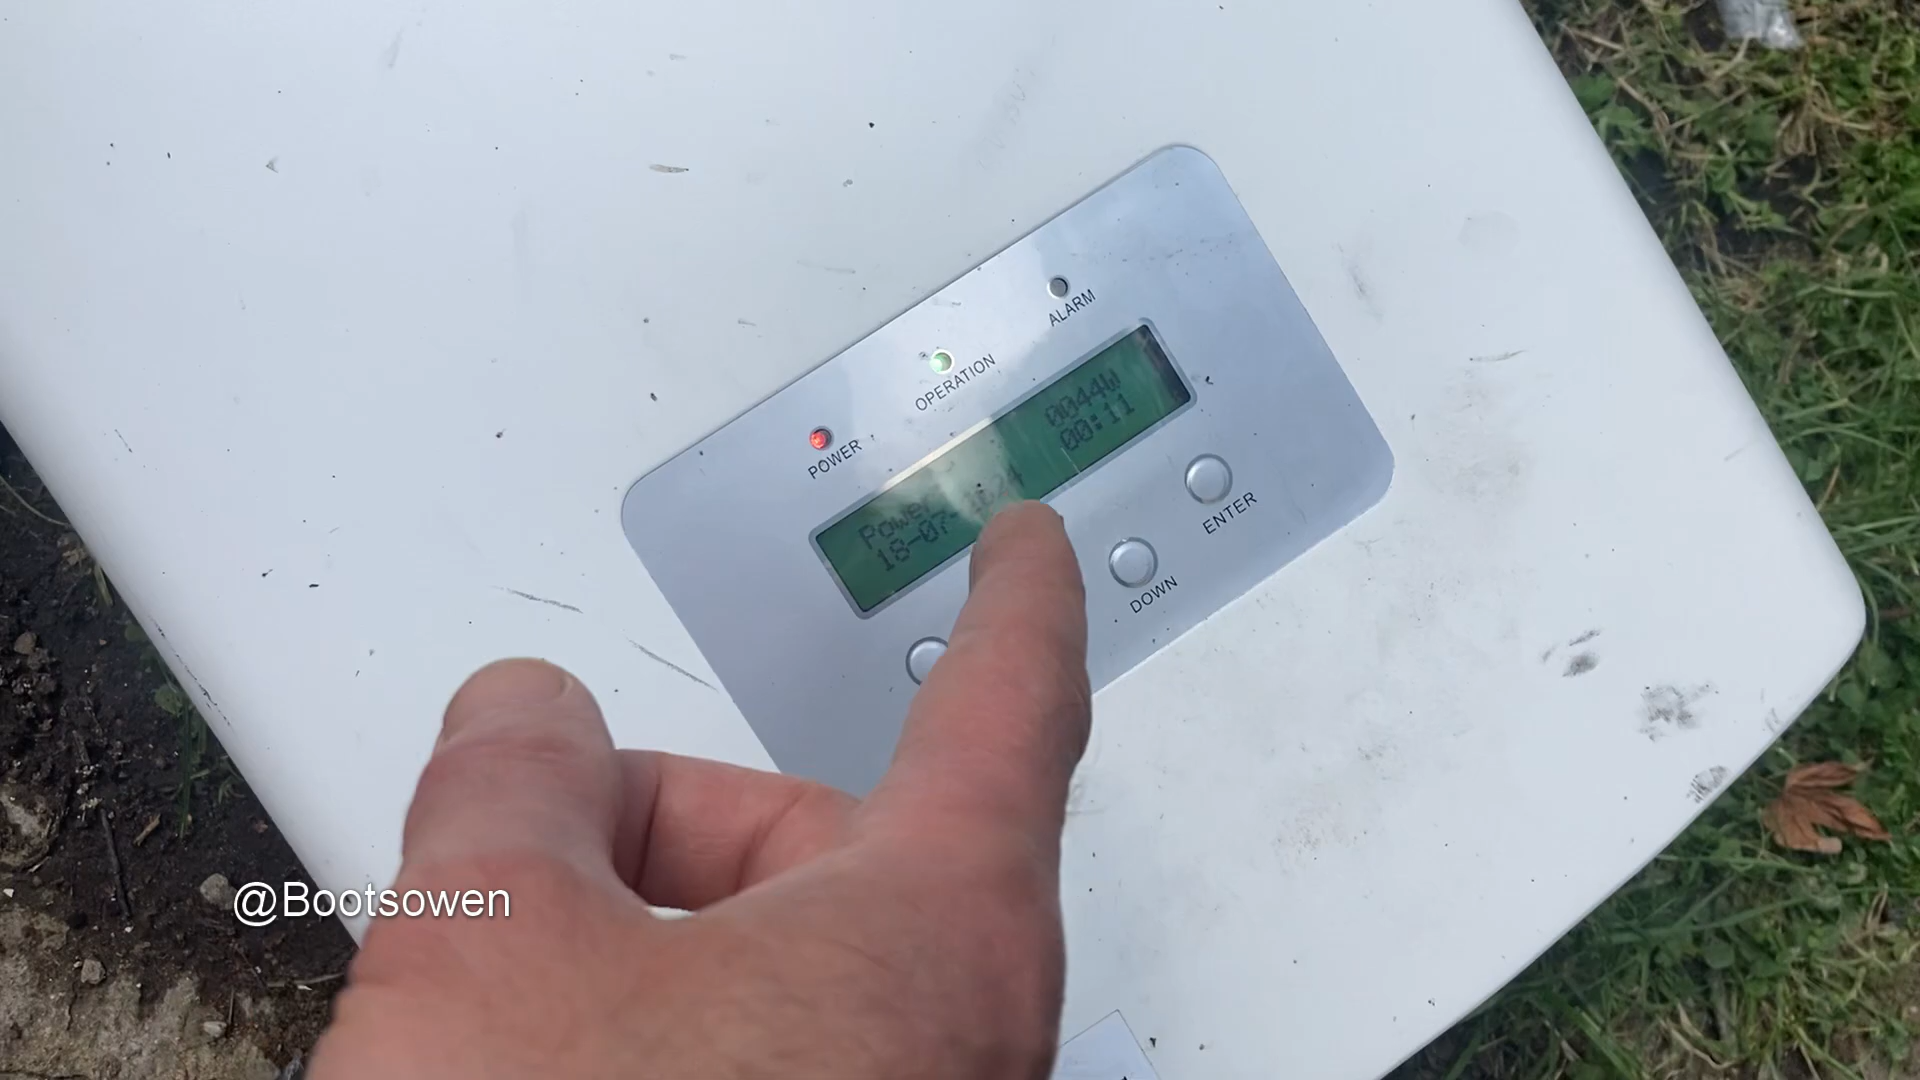 ALARM
OPERATION
POWER
Power: 0044W
18-07- 00:11
ENTER
DOWN
@Bootsowen